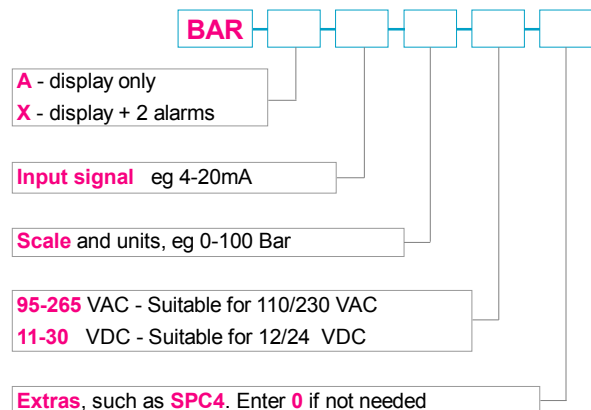 BAR
A - display only
X - display + 2 alarms
Input signal eg 4-20mA
Scale and units, eg 0-100 Bar
95-265 VAC - Suitable for 110/230 VAC
11-30 VDC - Suitable for 12/24 VDC
Extras, such as SPC4. Enter 0 if not needed